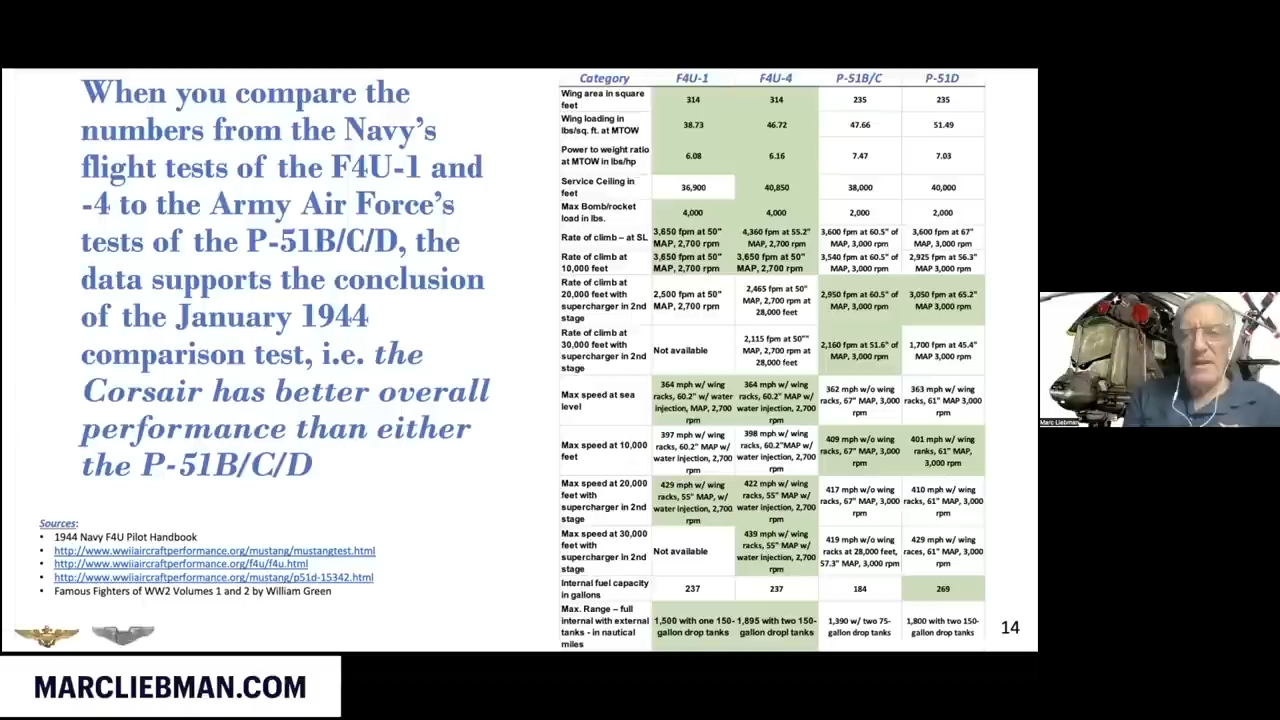 When you compare the
numbers from the Navy's
flight tests of the F4U-1 and
-4 to the Army Air Force's
tests of the P-51B/C/D, the
data supports the conclusion
of the January 1944
comparison test, i.e. the
Corsair has better overall
performance than either
the P-51B/C/D
Sources:
• 1944 Navy F4U Pilot Handbook
• http://www.wwiiaircraftperformance.org/mustang/mustangtest.html
• http://www.wwiiaircraftperformance.org/f4u/f4u.html
• http://www.wwiiaircraftperformance.org/mustang/p51d-15342.html
• Famous Fighters of WW2 Volumes 1 and 2 by William Green
Category F4U-1 F4U-4 P-51B/C P-51D
Wing area in square
feet
314 314 235 235
Wing loading in
lbs/sq. ft. at MTOW
38.73 46.72 47.66 51.49
Power to weight ratio
at MTOW in lbs/hp
6.08 6.16 7.47 7.03
Service Ceiling in
feet
36,900 40,850 38,000 40,000
Max Bomb/rocket
load in lbs.
4,000 4,000 2,000 2,000
Rate of climb – at SL
3,650 fpm at 50" 4,360 fpm at 55.2" 3,600 fpm at 60.5" of 3,600 fpm at 67"
MAP, 2,700 rpm MAP, 2,700 rpm MAP, 3,000 rpm MAP, 3,000 rpm
Rate of climb at
10,000 feet
3,650 fpm at 50" 3,650 fpm at 50" 3,540 fpm at 60.5" of 2,925 fpm at 56.3"
MAP, 2,700 rpm MAP, 2,700 rpm MAP, 3,000 rpm MAP 3,000 rpm
Rate of climb at
20,000 feet with
supercharger in 2nd
stage
2,500 fpm at 50"
MAP, 2,700 rpm
2,465 fpm at 50"
MAP, 2,700 rpm at
28,000 feet
2,950 fpm at 60.5" of
MAP, 3,000 rpm
3,050 fpm at 65.2"
MAP 3,000 rpm
Rate of climb at
30,000 feet with
supercharger in 2nd
stage
Not available
2,115 fpm at 50""
MAP, 2,700 rpm at
28,000 feet
2,160 fpm at 51.6" of
MAP, 3,000 rpm
1,700 fpm at 45.4"
MAP 3,000 rpm
Max speed at sea
level
364 mph w/ wing
racks, 60.2" w/ water
injection, MAP, 2,700
rpm
364 mph w/ wing
racks, 60.2" MAP w/
water injection, 2,700
rpm
362 mph w/o wing
racks, 67" MAP, 3,000
rpm
363 mph w/ wing
racks, 61" MAP 3,000
rpm
Max speed at 10,000
feet
397 mph w/ wing
racks, 60.2" MAP w/
water injection, 2,700
rpm
398 mph w/ wing
racks, 60.2"MAP w/
water injection, 2,700
rpm
409 mph w/o wing
racks, 67" MAP, 3,000
rpm
401 mph w/ wing
ranks, 61" MAP,
3,000 rpm
Max speed at 20,000
feet with
supercharger in 2nd
stage
429 mph w/ wing
racks, 55" MAP, w/
water injection, 2,700
rpm
422 mph w/ wing
racks, 55" MAP w/
water injection, 2,700
rpm
417 mph w/o wing
racks, 67" MAP, 3,000
rpm
410 mph w/ wing
racks, 61" MAP, 3,000
rpm
Max speed at 30,000
feet with
supercharger in 2nd
stage
Not available
439 mph w/ wing
racks, 55" MAP w/
water injection, 2,700
rpm
419 mph w/o wing
racks at 28,000 feet,
57.3" MAP, 3,000 rpm
429 mph w/ wing
races, 61" MAP, 3,000
rpm
Internal fuel capacity
in gallons
237 237 184 269
Max. Range – full
internal with external
tanks - in nautical
miles
1,500 with one 150-
gallon drop tanks
1,895 with two 150-
gallon dropl tanks
1,390 w/ two 75-
gallon drop tanks
1,800 with two 150-
gallon drop tanks
14
Marc Liebman
MARCLIEBMAN.COM